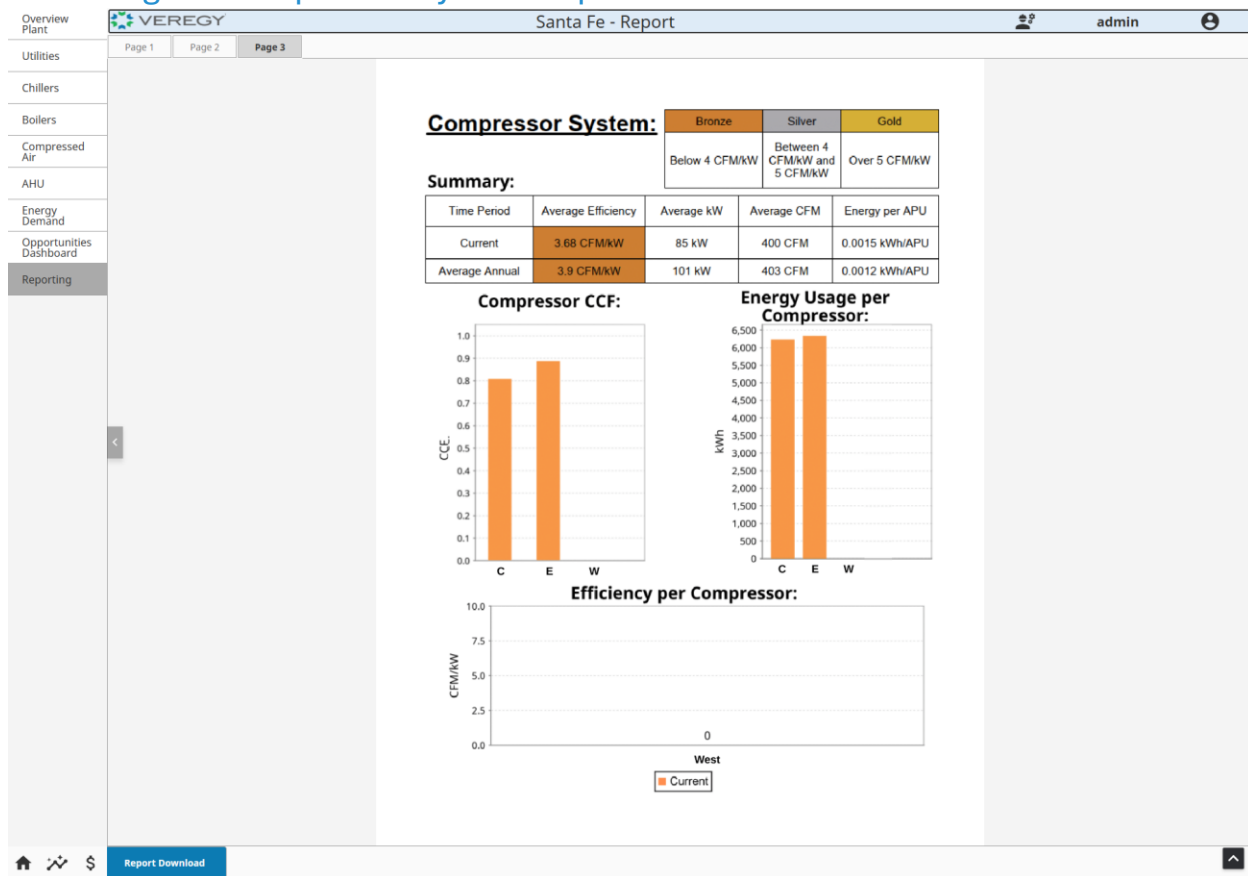 Overview
Plant
VEREGY
Santa Fe - Report
admin
Page 1
Page 2
Page 3
Utilities
Chillers
Boilers
Compressed
Air
AHU
Energy
Demand
Opportunities
Dashboard
Reporting
Compressor System:
Bronze Silver Gold
Below 4 CFM/kW
Between 4
CFM/kW and
5 CFM/kW
Over 5 CFM/kW
Summary:
Time Period Average Efficiency Average kW Average CFM Energy per APU
Current 3.68 CFM/kW 85 kW 400 CFM 0.0015 kWh/APU
Average Annual 3.9 CFM/kW 101 kW 403 CFM 0.0012 kWh/APU
Compressor CCF:
1.0
0.9
0.8
0.7
0.6
0.5
0.4
0.3
0.2
0.1
0.0
CCE.
C E W
Energy Usage per
Compressor:
6,500
6,000
5,500
5,000
4,500
4,000
3,500
3,000
2,500
2,000
1,500
1,000
500
0
kWh
C E W
Efficiency per Compressor:
10.0
7.5
5.0
2.5
0.0
CFM/kW
0
West
Current
$
Report Download